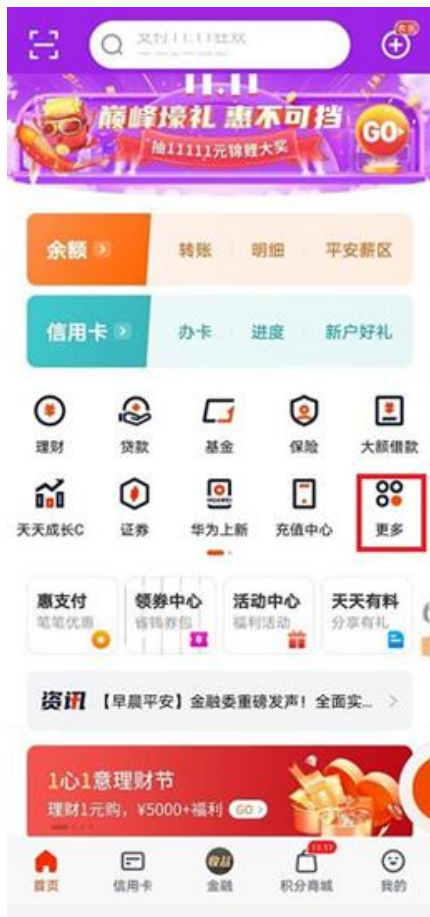 11.11
巅峰壕礼 惠不可挡
GO
抽11111元锦鲤大奖
余额 转账 明细 平安薪区
信用卡 办卡 进度 新户好礼
理财 贷款 基金 保险 大额借款
天天成长C 证券 华为上新 充值中心 更多
惠支付 领券中心 活动中心 天天有料
笔笔优惠 省钱券包 福利活动 分享有礼
资讯 【早晨平安】金融委重磅发声！全面实...
1心1意理财节
理财1元购，¥5000+福利 GO
11.11
首页 信用卡 金融 积分商城 我的